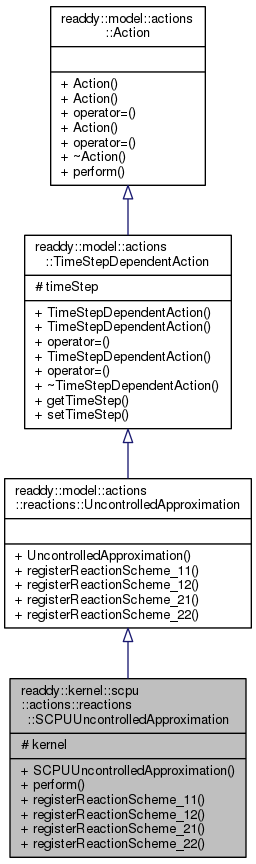 readdy::model::actions
::Action
+ Action()
+ Action()
+ operator=()
+ Action()
+ operator=()
+ ~Action()
+ perform()
readdy::model::actions
::TimeStepDependentAction
# timeStep
+ TimeStepDependentAction()
+ TimeStepDependentAction()
+ operator=()
+ TimeStepDependentAction()
+ operator=()
+ ~TimeStepDependentAction()
+ getTimeStep()
+ setTimeStep()
readdy::model::actions
::reactions::UncontrolledApproximation
+ UncontrolledApproximation()
+ registerReactionScheme_11()
+ registerReactionScheme_12()
+ registerReactionScheme_21()
+ registerReactionScheme_22()
readdy::kernel::scpu
::actions::reactions
::SCPUUncontrolledApproximation
# kernel
+ SCPUUncontrolledApproximation()
+ perform()
+ registerReactionScheme_11()
+ registerReactionScheme_12()
+ registerReactionScheme_21()
+ registerReactionScheme_22()